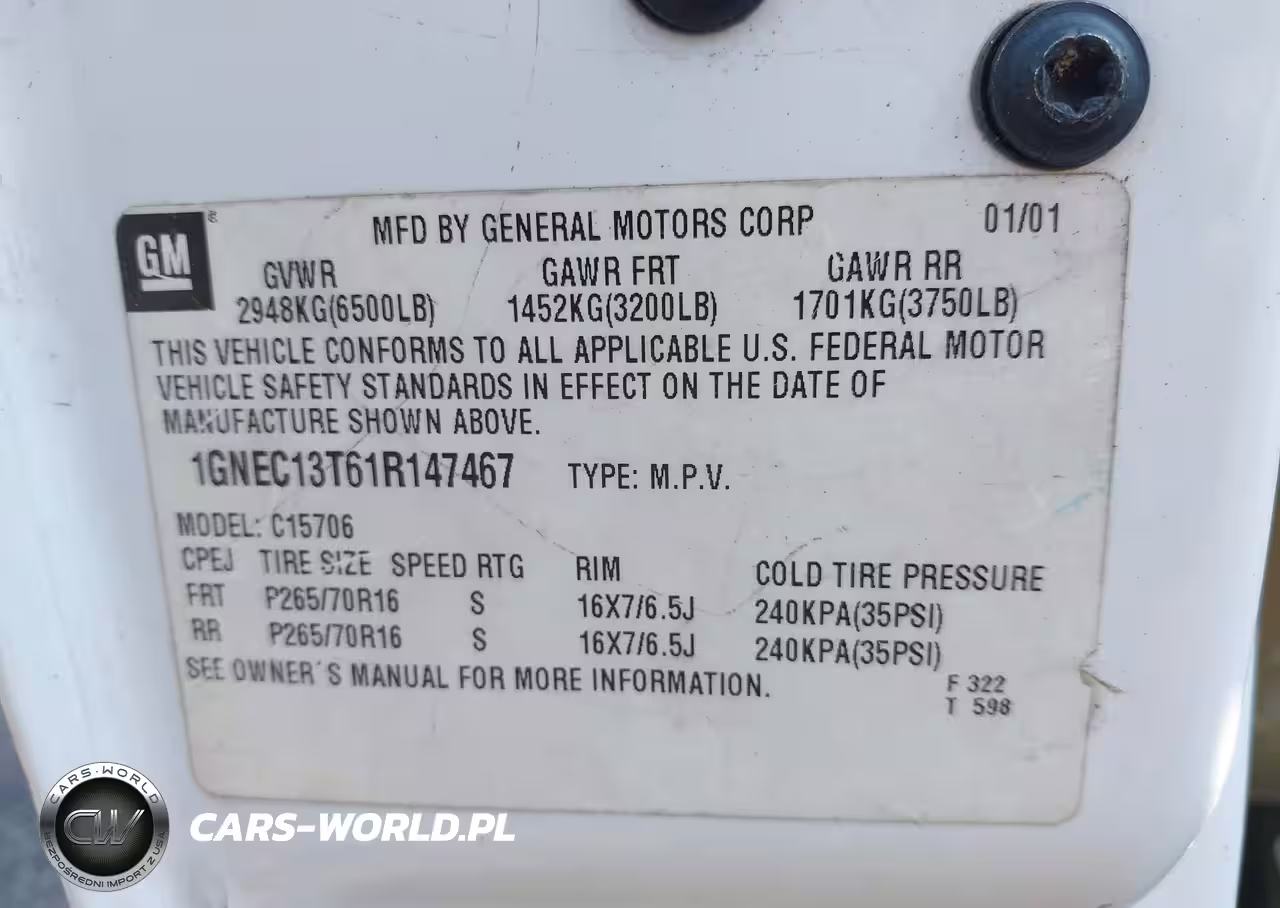 GM
MFD BY GENERAL MOTORS CORP 01/01
GVWR GAWR FRT GAWR RR
2948KG(6500LB) 1452KG(3200LB) 1701KG(3750LB)
THIS VEHICLE CONFORMS TO ALL APPLICABLE U.S. FEDERAL MOTOR
VEHICLE SAFETY STANDARDS IN EFFECT ON THE DATE OF
MANUFACTURE SHOWN ABOVE.
1GNEC13T61R147467 TYPE: M.P.V.
MODEL: C15706
CPEJ TIRE SIZE SPEED RTG RIM COLD TIRE PRESSURE
FRT P265/70R16 S 16X7/6.5J 240KPA(35PSI)
RR P265/70R16 S 16X7/6.5J 240KPA(35PSI)
SEE OWNER'S MANUAL FOR MORE INFORMATION.
F 322
T 598
CARS-WORLD
CW
BEZPOŚREDNI IMPORT Z USA
CARS-WORLD.PL